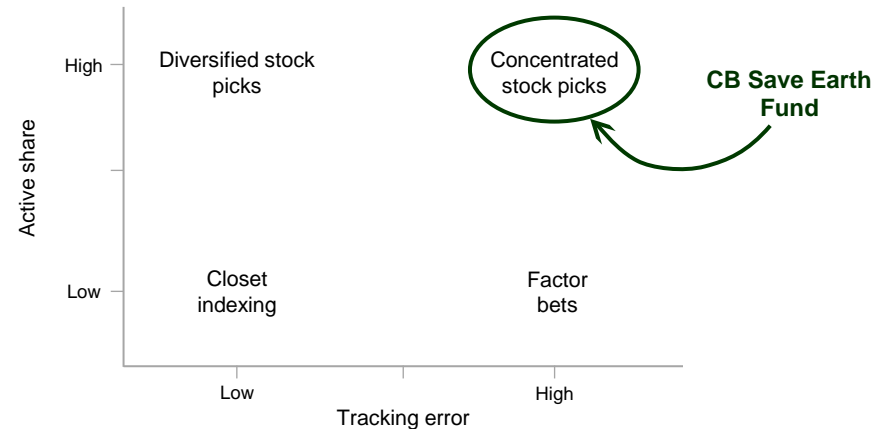 High
Diversified stock
picks
Concentrated
stock picks
CB Save Earth
Fund
Active share
Low
Closet
indexing
Factor
bets
Low
High
Tracking error